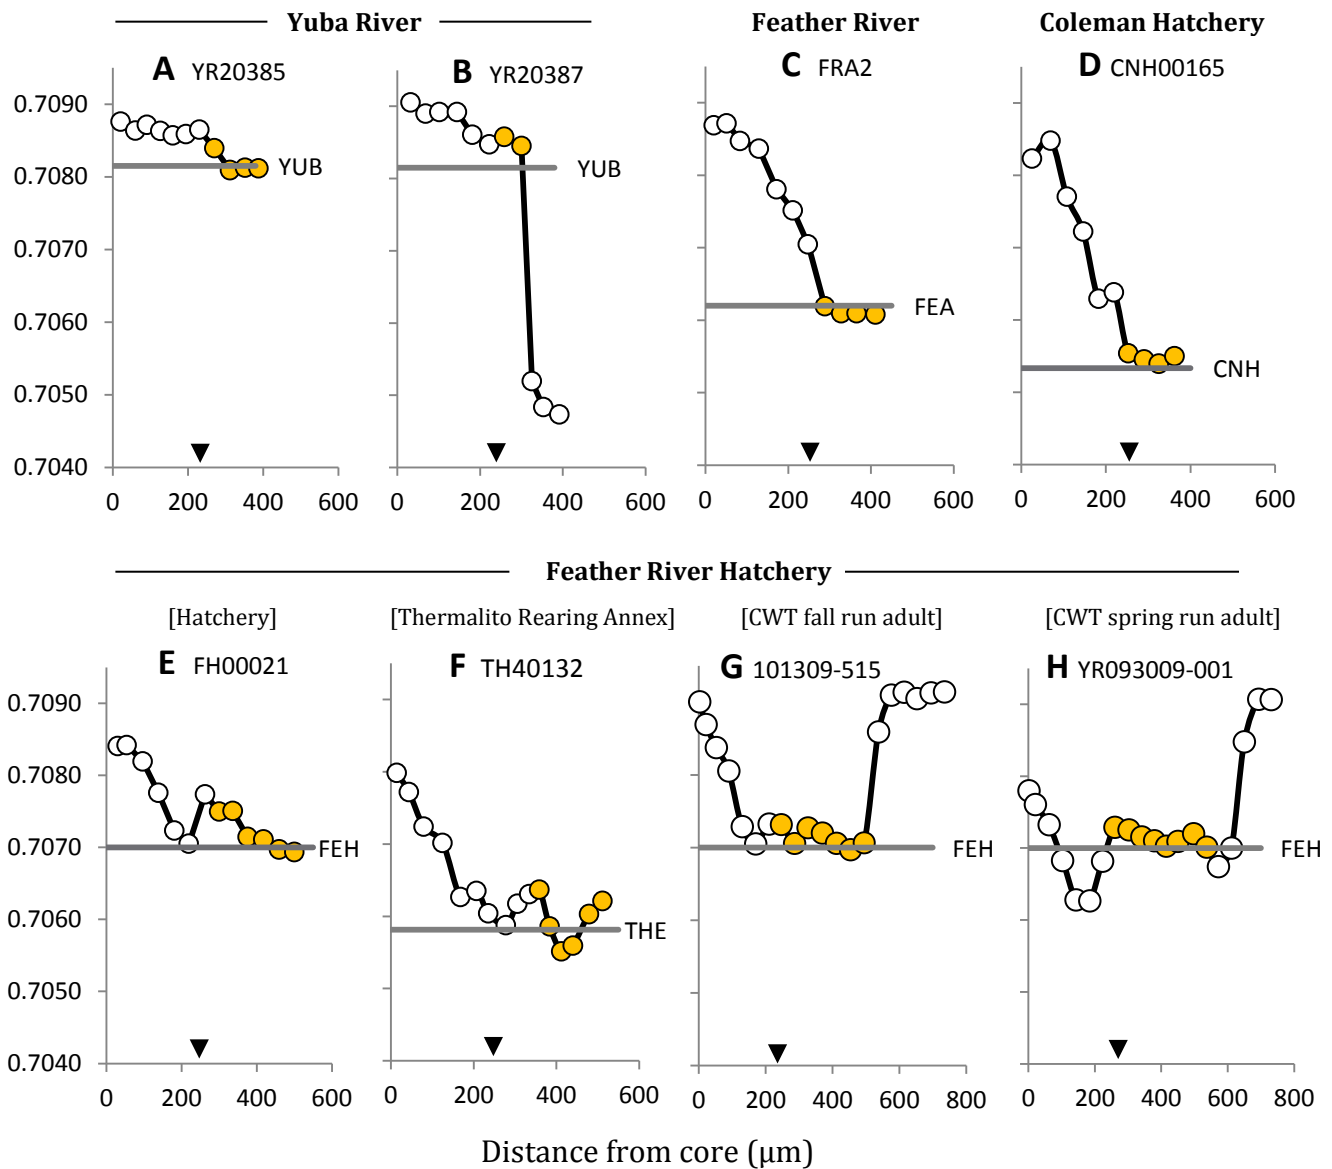 Yuba River Feather River Coleman Hatchery
A YR20385 B YR20387 C FRA2 D CNH00165
0.7090
0.7080 YUB YUB
0.7070
0.7060 FEA
0.7050 CNH
0.7040
0 200 400 600 0 200 400 600 0 200 400 600 0 200 400 600
Feather River Hatchery
[Hatchery] [Thermalito Rearing Annex] [CWT fall run adult] [CWT spring run adult]
E FH00021 F TH40132 G 101309-515 H YR093009-001
0.7090
0.7080
0.7070 FEH FEH FEH
0.7060 THE
0.7050
0.7040
0 200 400 600 0 200 400 600 0 200 400 600 800 0 200 400 600 800
Distance from core (µm)